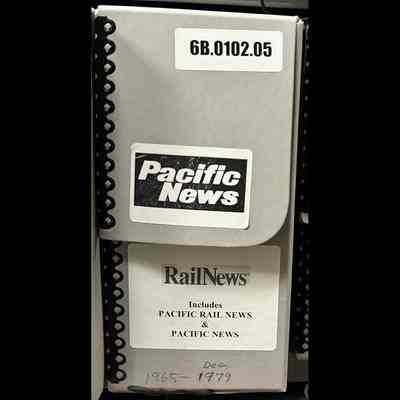 6B.0102.05
Pacific
News
RailNews
Includes
PACIFIC RAIL NEWS
&
PACIFIC NEWS
Dec,
1965- 1979